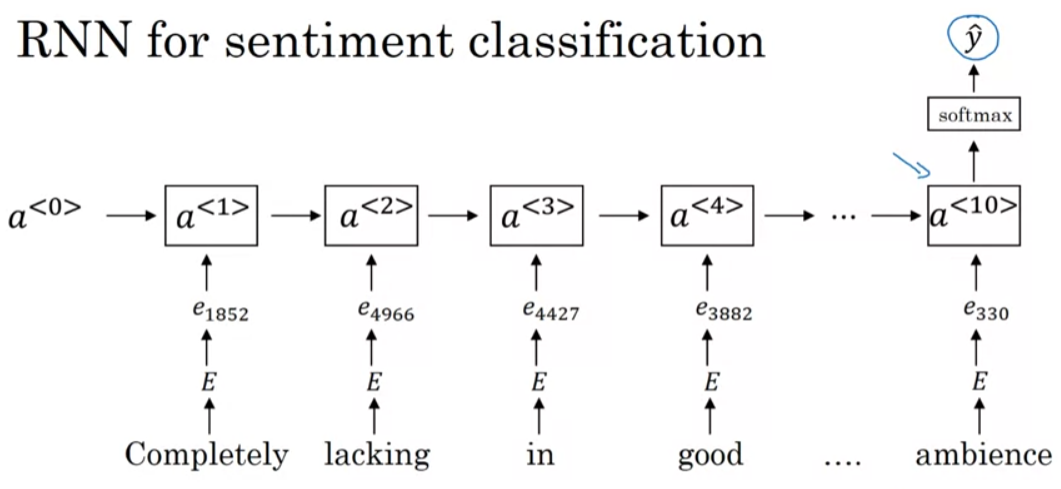 RNN for sentiment classification
ŷ
softmax
a<0> a<1> a<2> a<3> a<4> ... a<10>
e1852 e4966 e4427 e3882 e330
E E E E E
Completely lacking in good .... ambience